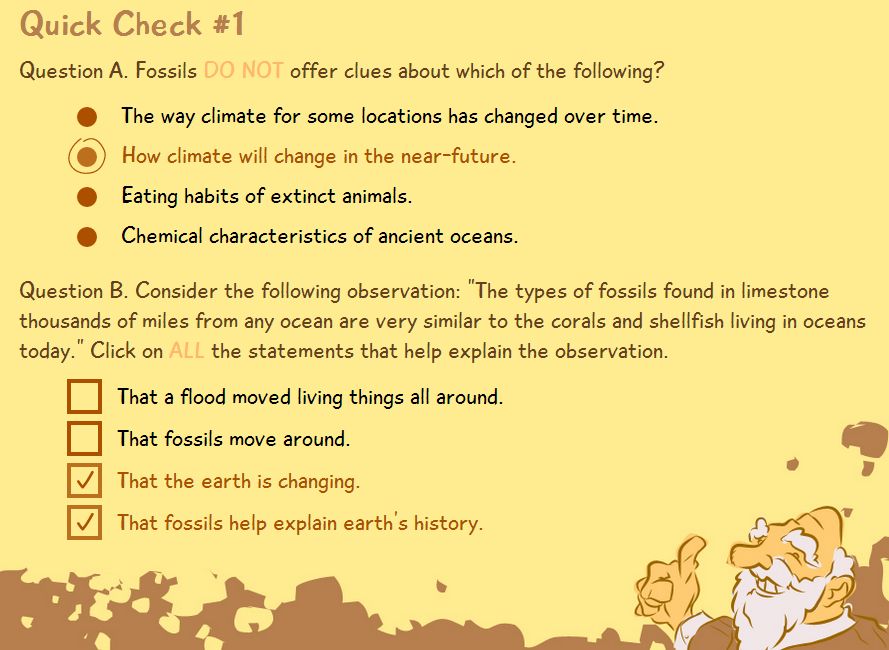 Quick Check #1
Question A. Fossils DO NOT offer clues about which of the following?
The way climate for some locations has changed over time.
How climate will change in the near-future.
Eating habits of extinct animals.
Chemical characteristics of ancient oceans.
Question B. Consider the following observation: "The types of fossils found in limestone
thousands of miles from any ocean are very similar to the corals and shellfish living in oceans
today." Click on ALL the statements that help explain the observation.
That a flood moved living things all around.
That fossils move around.
That the earth is changing.
That fossils help explain earth's history.